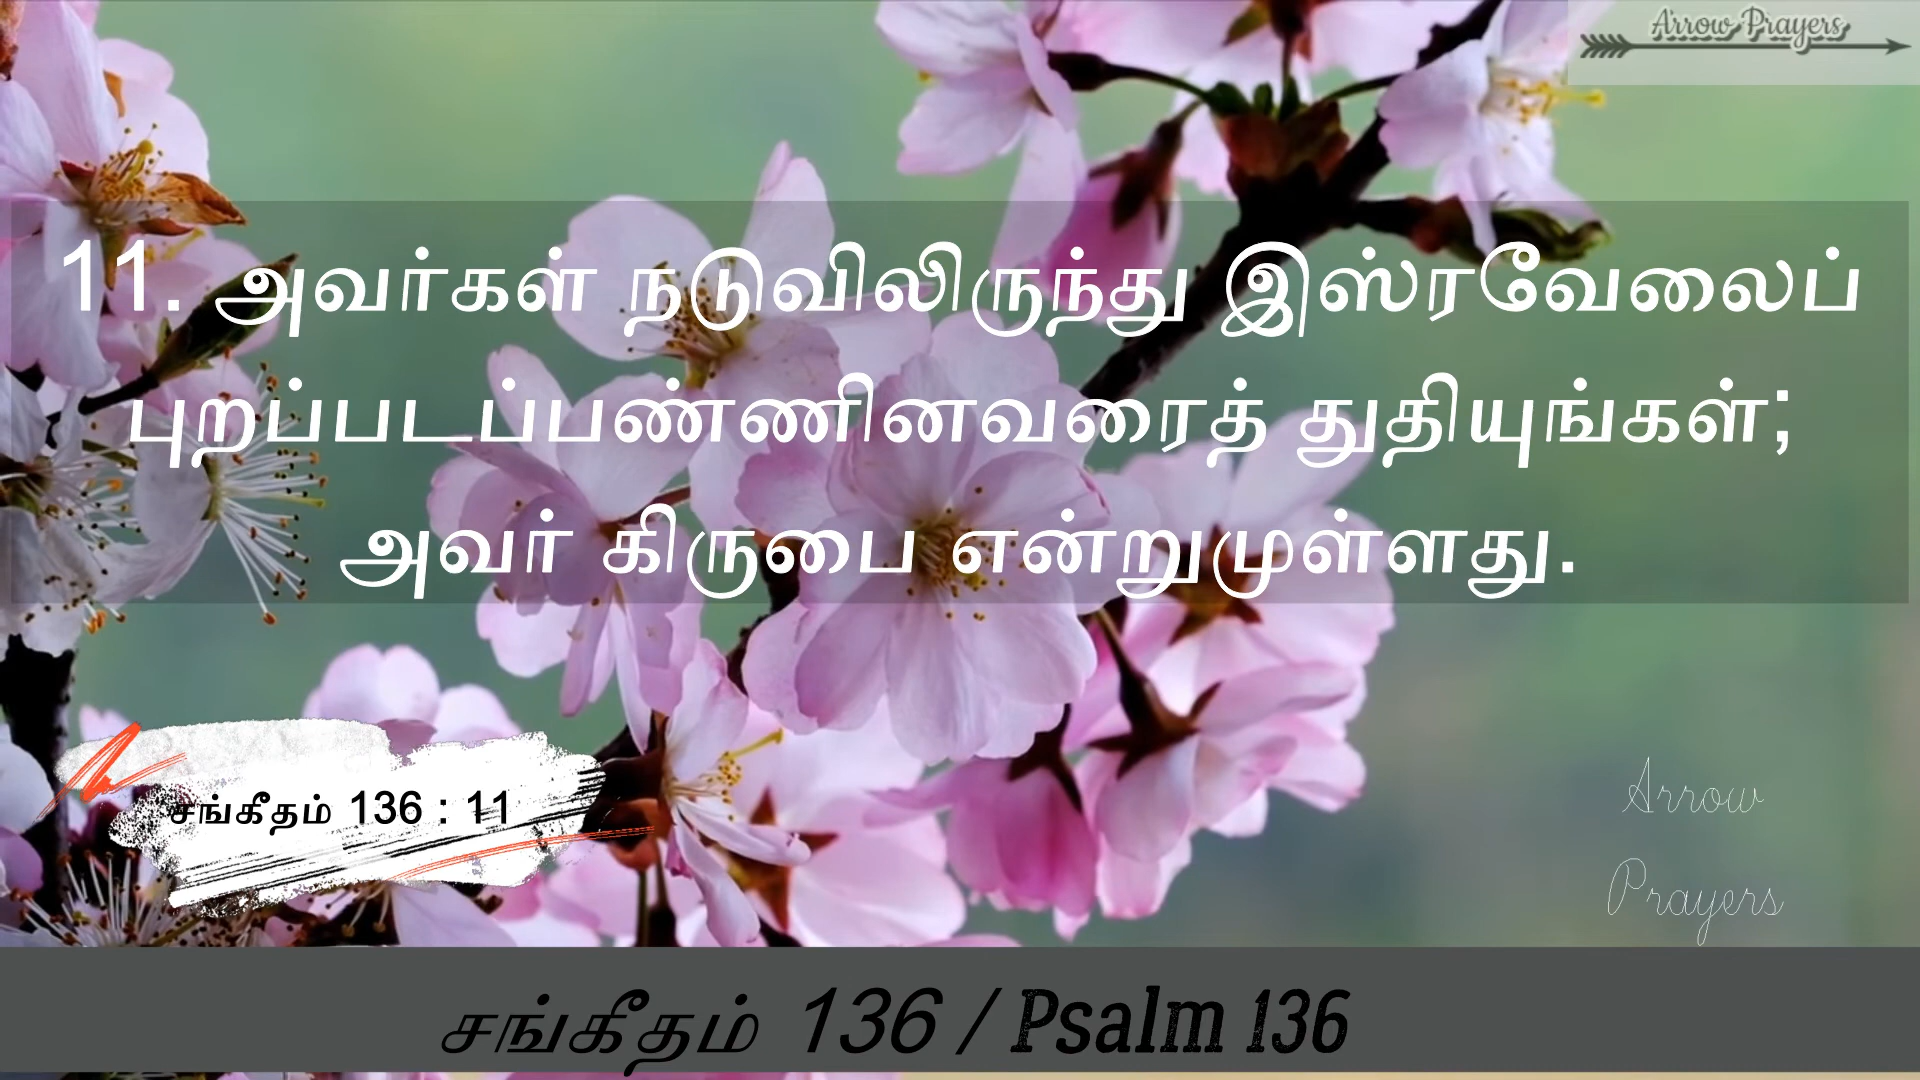 Arrow Prayers
11. அவர்கள் நடுவிலிருந்து இஸ்ரவேலைப்
புறப்படப்பண்ணினவரைத் துதியுங்கள்;
அவர் கிருபை என்றுமுள்ளது.
சங்கீதம் 136 : 11
Arrow
Prayers
சங்கீதம் 136 / Psalm 136